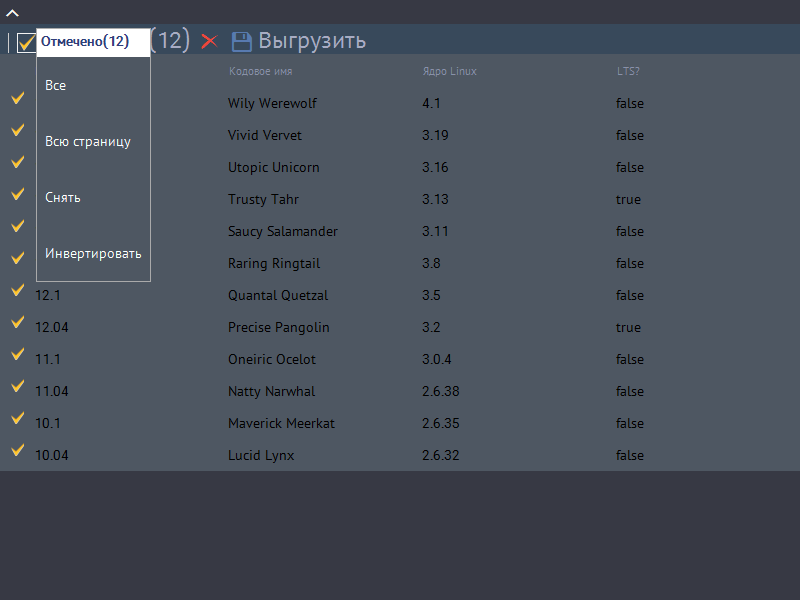 Отмечено(12) (12) Выгрузить
Кодовое имя Ядро Linux LTS?
Все
Wily Werewolf 4.1 false
Vivid Vervet 3.19 false
Всю страницу
Utopic Unicorn 3.16 false
Снять
Trusty Tahr 3.13 true
Saucy Salamander 3.11 false
Инвертировать
Raring Ringtail 3.8 false
12.1 Quantal Quetzal 3.5 false
12.04 Precise Pangolin 3.2 true
11.1 Oneiric Ocelot 3.0.4 false
11.04 Natty Narwhal 2.6.38 false
10.1 Maverick Meerkat 2.6.35 false
10.04 Lucid Lynx 2.6.32 false